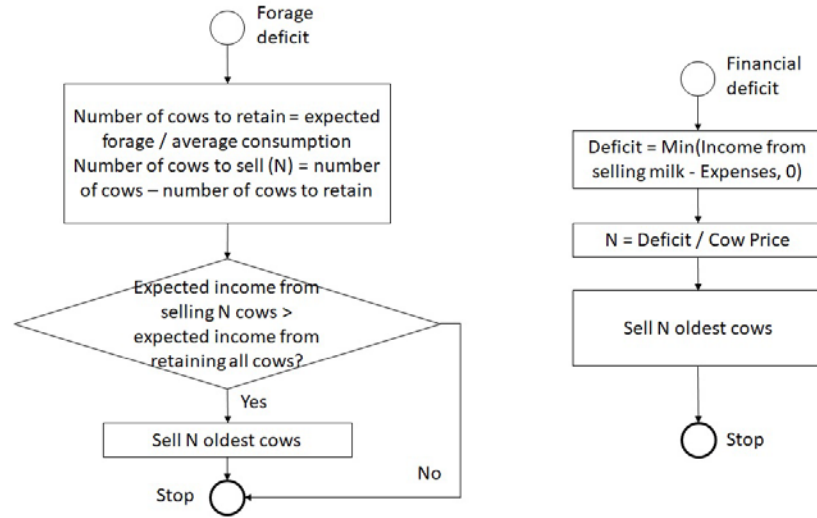 Forage
deficit
Number of cows to retain = expected
forage / average consumption
Number of cows to sell (N) = number
of cows – number of cows to retain
Expected income from
selling N cows >
expected income from
retaining all cows?
Yes
Sell N oldest cows
No
Stop
Financial
deficit
Deficit = Min(Income from
selling milk - Expenses, 0)
N = Deficit / Cow Price
Sell N oldest cows
Stop